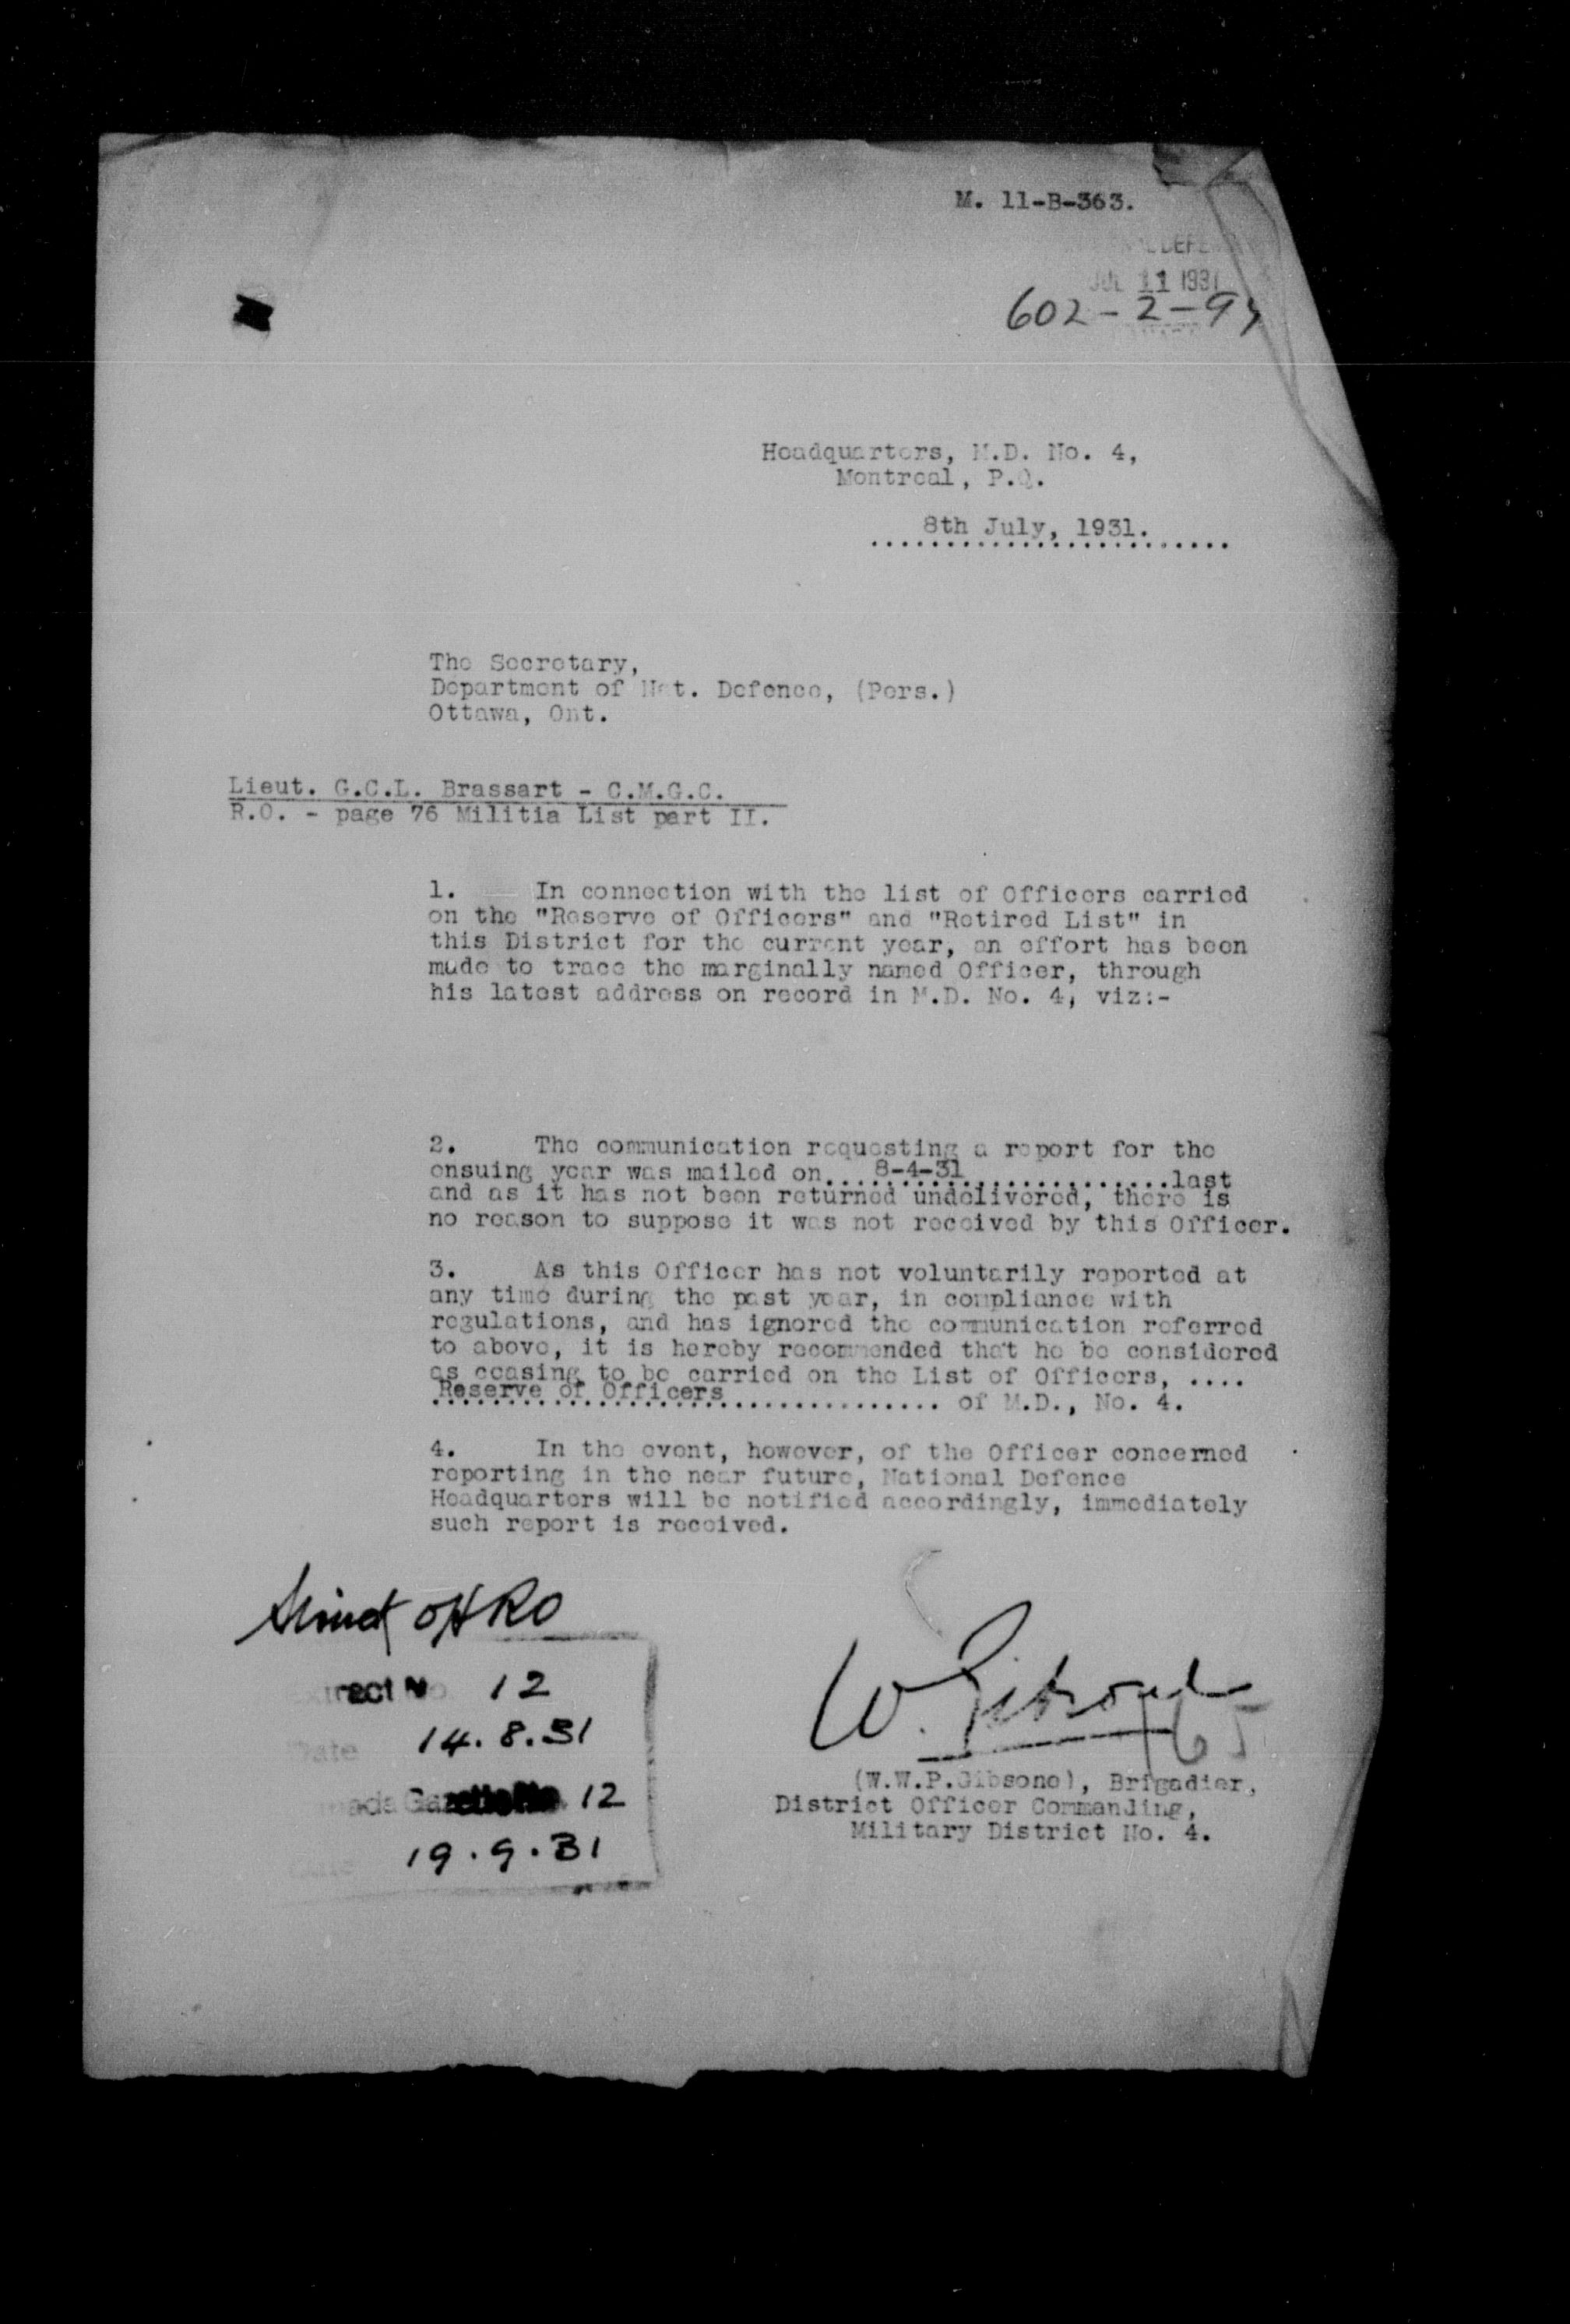 M. 11-B-363.
JUL 11 1931
602-2-9
Headquarters, M.D. No. 4,
Montreal, P.Q.
8th July, 1931.
The Secretary,
Department of Nat. Defence, (Pers.)
Ottawa, Ont.
Lieut. G.C.L. Brassart - C.M.G.C.
R.O. - page 76 Militia List part II.
1. In connection with the list of Officers carried
on the "Reserve of Officers" and "Retired List" in
this District for the current year, an effort has been
made to trace the marginally named Officer, through
his latest address on record in M.D. No. 4, viz:-
2. The communication requesting a report for the
ensuing year was mailed on....8-4-31....................last
and as it has not been returned undelivered, there is
no reason to suppose it was not received by this Officer.
3. As this Officer has not voluntarily reported at
any time during the past year, in compliance with
regulations, and has ignored the communication referred
to above, it is hereby recommended that he be considered
as ceasing to be carried on the List of Officers, ....
Reserve of Officers.................. of M.D., No. 4.
4. In the event, however, of the Officer concerned
reporting in the near future, National Defence
Headquarters will be notified accordingly, immediately
such report is received.
off RO
Extract No. 12
Date 14.8.31
Canada Gazette No. 12
Date 19.9.31
W. Gibsone
(W.W.P.Gibsone), Brigadier,
District Officer Commanding,
Military District No. 4.